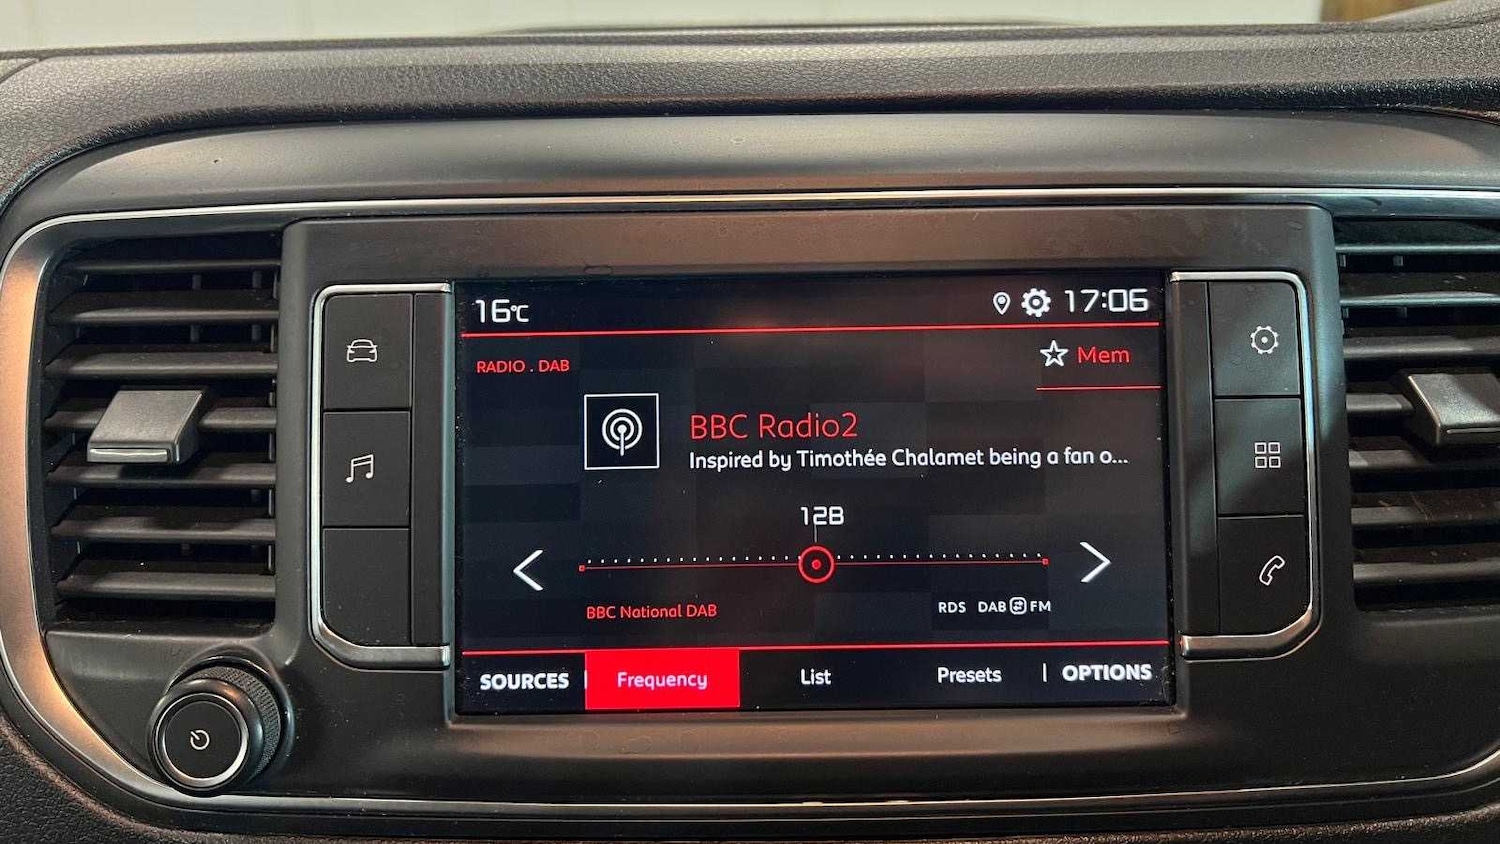 16°C 17:06
RADIO . DAB
Mem
BBC Radio2
Inspired by Timothée Chalamet being a fan o...
12B
BBC National DAB RDS DAB FM
SOURCES Frequency List Presets OPTIONS